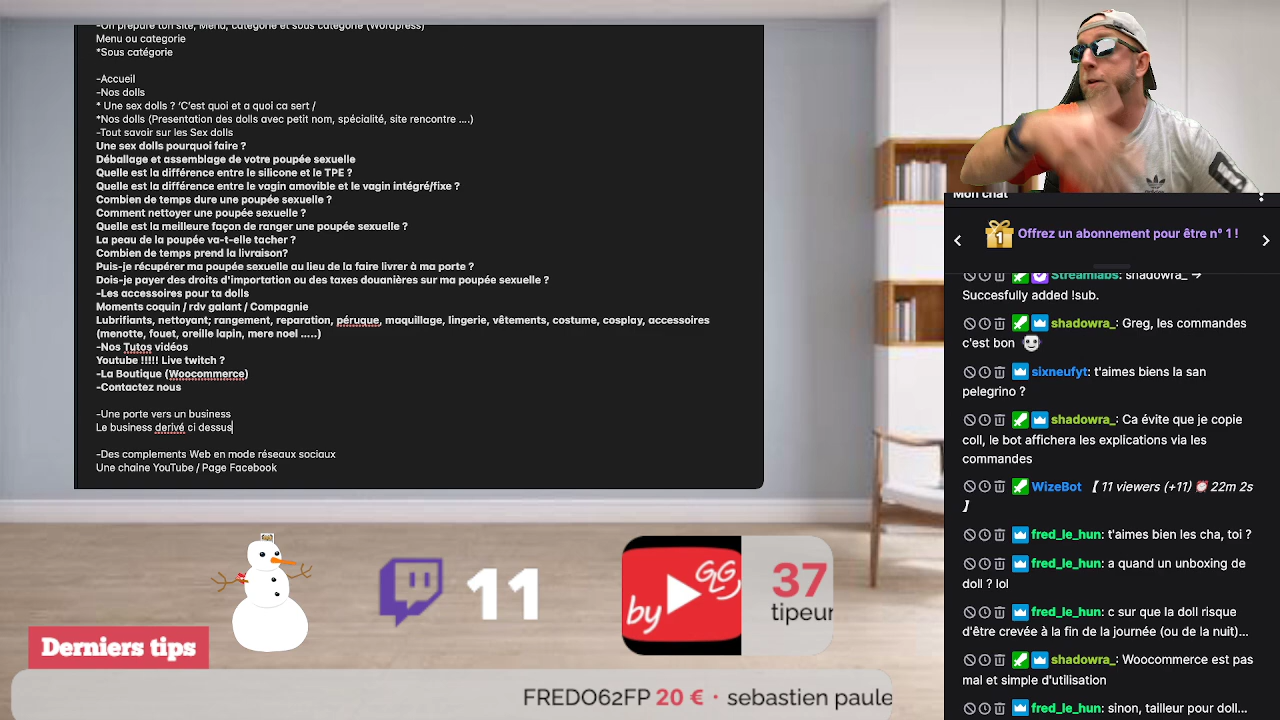 -On prépare ton site, Menu, catégorie et sous catégorie (Wordpress)
Menu ou categorie
*Sous catégorie
-Accueil
-Nos dolls
* Une sex dolls ? ‘C’est quoi et a quoi ca sert /
*Nos dolls (Presentation des dolls avec petit nom, spécialité, site rencontre ....)
-Tout savoir sur les Sex dolls
Une sex dolls pourquoi faire ?
Déballage et assemblage de votre poupée sexuelle
Quelle est la différence entre le silicone et le TPE ?
Quelle est la différence entre le vagin amovible et le vagin intégré/fixe ?
Combien de temps dure une poupée sexuelle ?
Comment nettoyer une poupée sexuelle ?
Quelle est la meilleure façon de ranger une poupée sexuelle ?
La peau de la poupée va-t-elle tacher ?
Combien de temps prend la livraison?
Puis-je récupérer ma poupée sexuelle au lieu de la faire livrer à ma porte ?
Dois-je payer des droits d'importation ou des taxes douanières sur ma poupée sexuelle ?
-Les accessoires pour ta dolls
Moments coquin / rdv galant / Compagnie
Lubrifiants, nettoyant; rangement, reparation, péruque, maquillage, lingerie, vêtements, costume, cosplay, accessoires
(menotte, fouet, oreille lapin, mere noel .....)
-Nos Tutos vidéos
Youtube !!!!! Live twitch ?
-La Boutique (Woocommerce)
-Contactez nous
-Une porte vers un business
Le business derivé ci dessus
-Des complements Web en mode réseaux sociaux
Une chaine YouTube / Page Facebook
Mon chat
1
Offrez un abonnement pour être n° 1 !
Streamlabs: shadowra_ →
Succesfully added !sub.
shadowra_: Greg, les commandes
c'est bon
sixneufyt: t'aimes biens la san
pelegrino ?
shadowra_: Ca évite que je copie
coll, le bot affichera les explications via les
commandes
WizeBot 【 11 viewers (+11) ⏰ 22m 2s
】
fred_le_hun: t'aimes bien les cha, toi ?
fred_le_hun: a quand un unboxing de
doll ? lol
fred_le_hun: c sur que la doll risque
d'être crevée à la fin de la journée (ou de la nuit)...
shadowra_: Woocommerce est pas
mal et simple d'utilisation
fred_le_hun: sinon, tailleur pour doll...
11
by GLG
37
tipeur
Derniers tips
FREDO62FP 20 € · sebastien paule